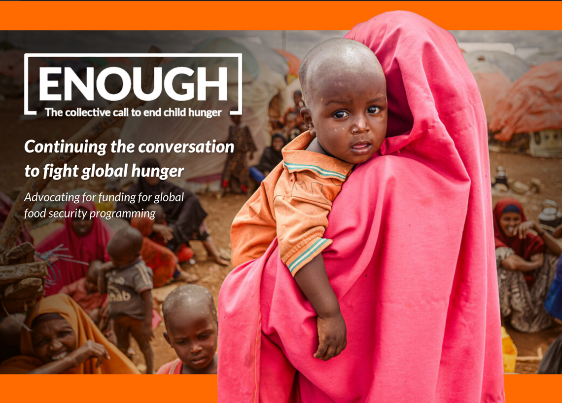 ENOUGH
The collective call to end child hunger
Continuing the conversation
to fight global hunger
Advocating for funding for global
food security programming
hab